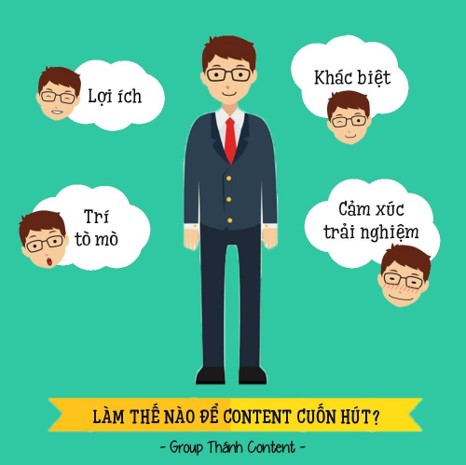 Lợi ích
Khác biệt
Trí
tò mò
Cảm xúc
trải nghiệm
LÀM THẾ NÀO ĐỂ CONTENT CUỐN HÚT?
- Group Thánh Content -